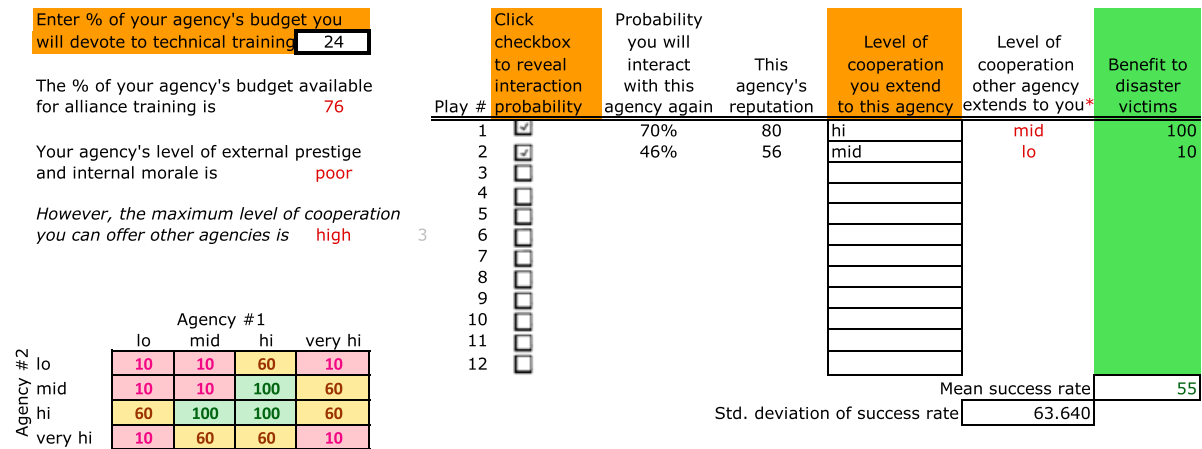 Enter % of your agency's budget you
will devote to technical training 24
The % of your agency's budget available
for alliance training is 76
Your agency's level of external prestige
and internal morale is poor
However, the maximum level of cooperation
you can offer other agencies is high 3
Agency #1
lo mid hi very hi
Agency #2
lo 10 10 60 10
mid 10 10 100 60
hi 60 100 100 60
very hi 10 60 60 10
Click Probability
checkbox you will Level of Level of
to reveal interact This cooperation cooperation Benefit to
interaction with this agency's you extend other agency disaster
Play # probability agency again reputation to this agency extends to you* victims
1 70% 80 hi mid 100
2 46% 56 mid lo 10
3
4
5
6
7
8
9
10
11
12
Mean success rate 55
Std. deviation of success rate 63.640